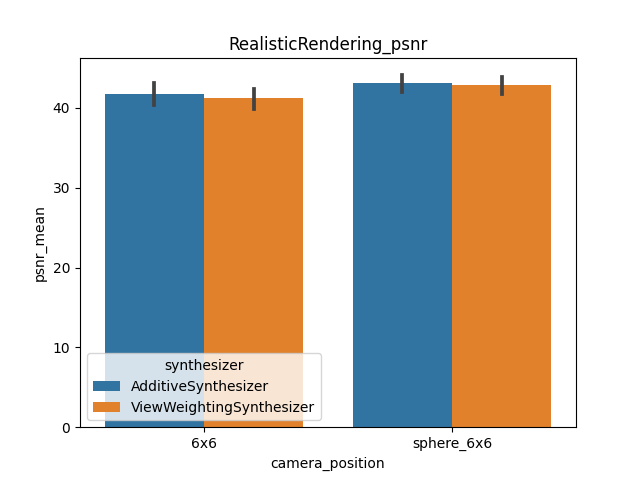 RealisticRendering_psnr
psnr_mean
40
30
20
10
0
synthesizer
AdditiveSynthesizer
ViewWeightingSynthesizer
6x6
sphere_6x6
camera_position